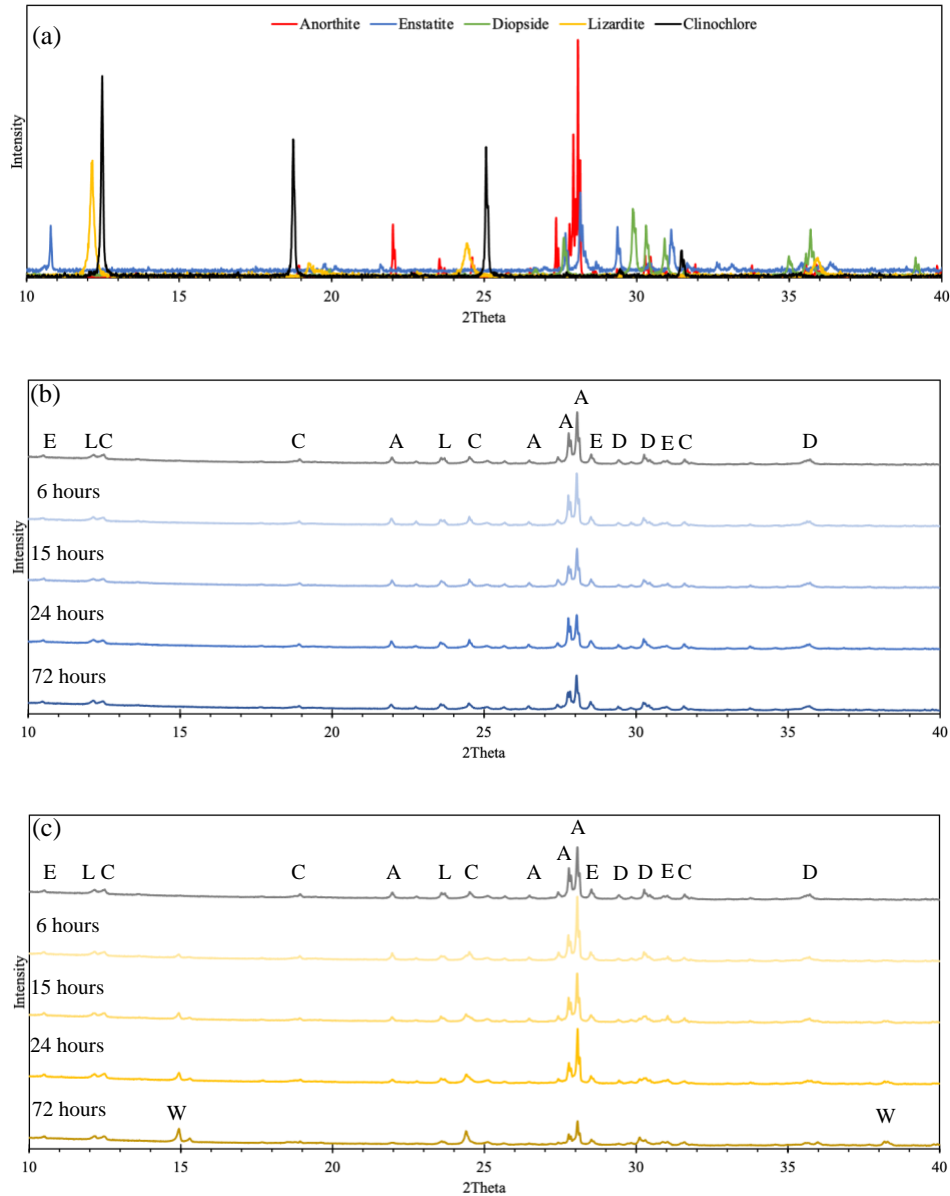 (a)
Anorthite Enstatite Diopside Lizardite Clinochlore
Intensity
10 15 20 25 30 35 40
2Theta
(b)
A
A
E L C C A L C A E D D E C D
6 hours
15 hours
24 hours
72 hours
Intensity
10 15 20 25 30 35 40
2Theta
(c)
A
A
E L C C A L C A E D D E C D
6 hours
15 hours
24 hours
72 hours
W W
Intensity
10 15 20 25 30 35 40
2Theta